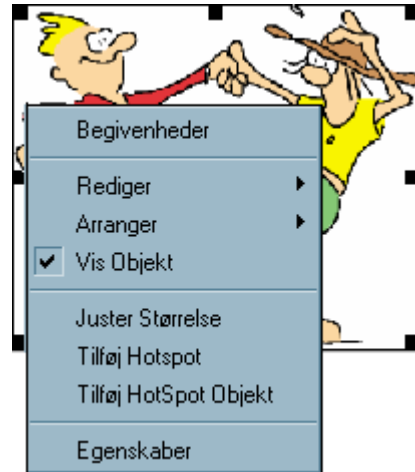 Begivenheder
Rediger
Arranger
Vis Objekt
Juster Størrelse
Tilføj Hotspot
Tilføj HotSpot Objekt
Egenskaber